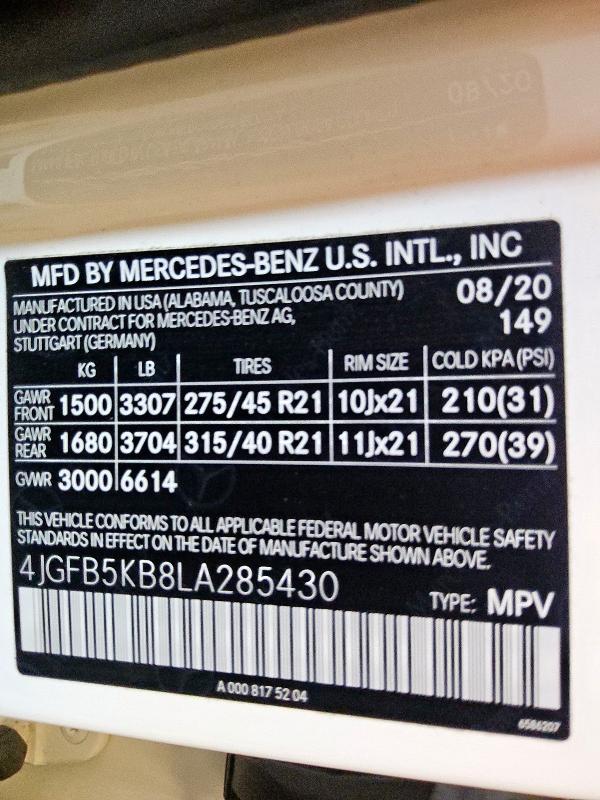 MFD BY MERCEDES-BENZ U.S. INTL., INC
MANUFACTURED IN USA (ALABAMA, TUSCALOOSA COUNTY) 08/20
UNDER CONTRACT FOR MERCEDES-BENZ AG, 149
STUTTGART (GERMANY)
KG LB TIRES RIM SIZE COLD KPA (PSI)
GAWR FRONT 1500 3307 275/45 R21 10Jx21 210(31)
GAWR REAR 1680 3704 315/40 R21 11Jx21 270(39)
GVWR 3000 6614
THIS VEHICLE CONFORMS TO ALL APPLICABLE FEDERAL MOTOR VEHICLE SAFETY
STANDARDS IN EFFECT ON THE DATE OF MANUFACTURE SHOWN ABOVE.
4JGFB5KB8LA285430
TYPE: MPV
A 000 817 52 04
6586207